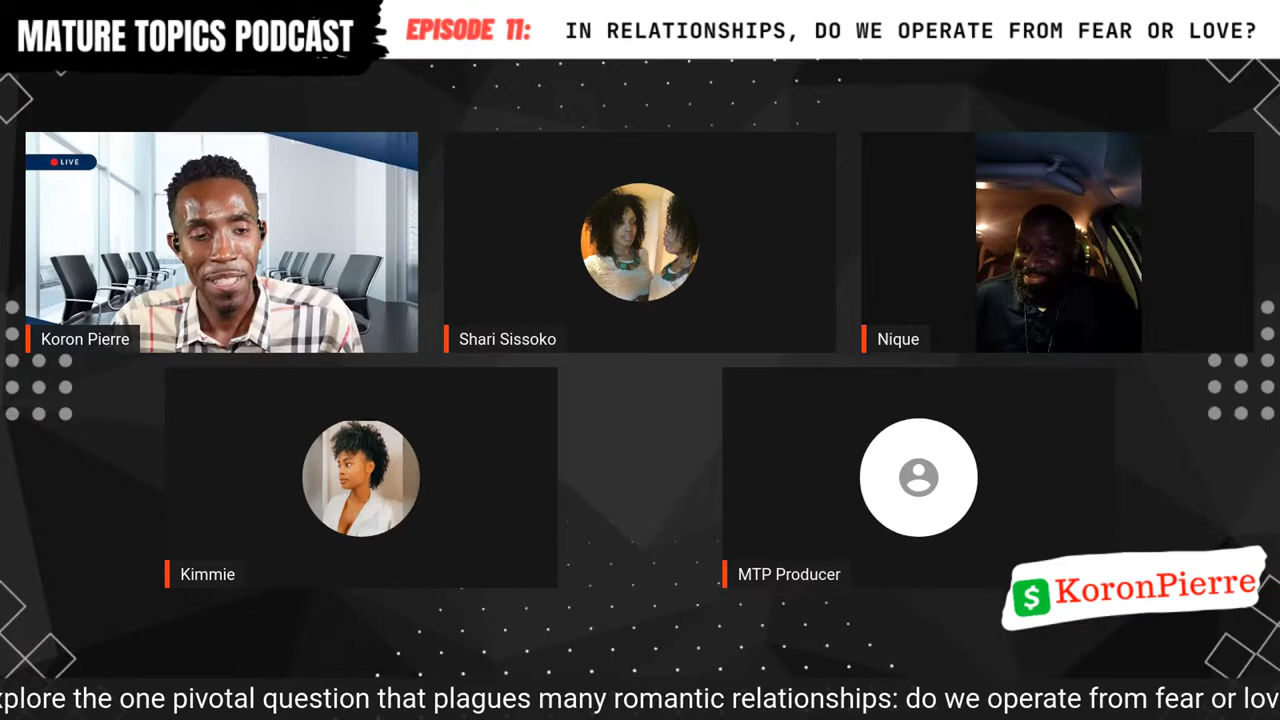 MATURE TOPICS PODCAST
EPISODE 11:
IN RELATIONSHIPS, DO WE OPERATE FROM FEAR OR LOVE?
LIVE
Koron Pierre
Shari Sissoko
Nique
Kimmie
MTP Producer
$ KoronPierre
xplore the one pivotal question that plagues many romantic relationships: do we operate from fear or lov